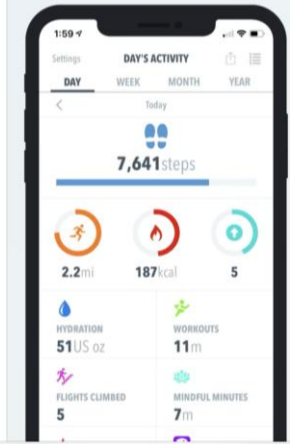 1:59
Settings DAY'S ACTIVITY
DAY WEEK MONTH YEAR
Today
7,641steps
2.2mi 187kcal 5
HYDRATION WORKOUTS
51US oz 11m
FLIGHTS CLIMBED MINDFUL MINUTES
5 7m